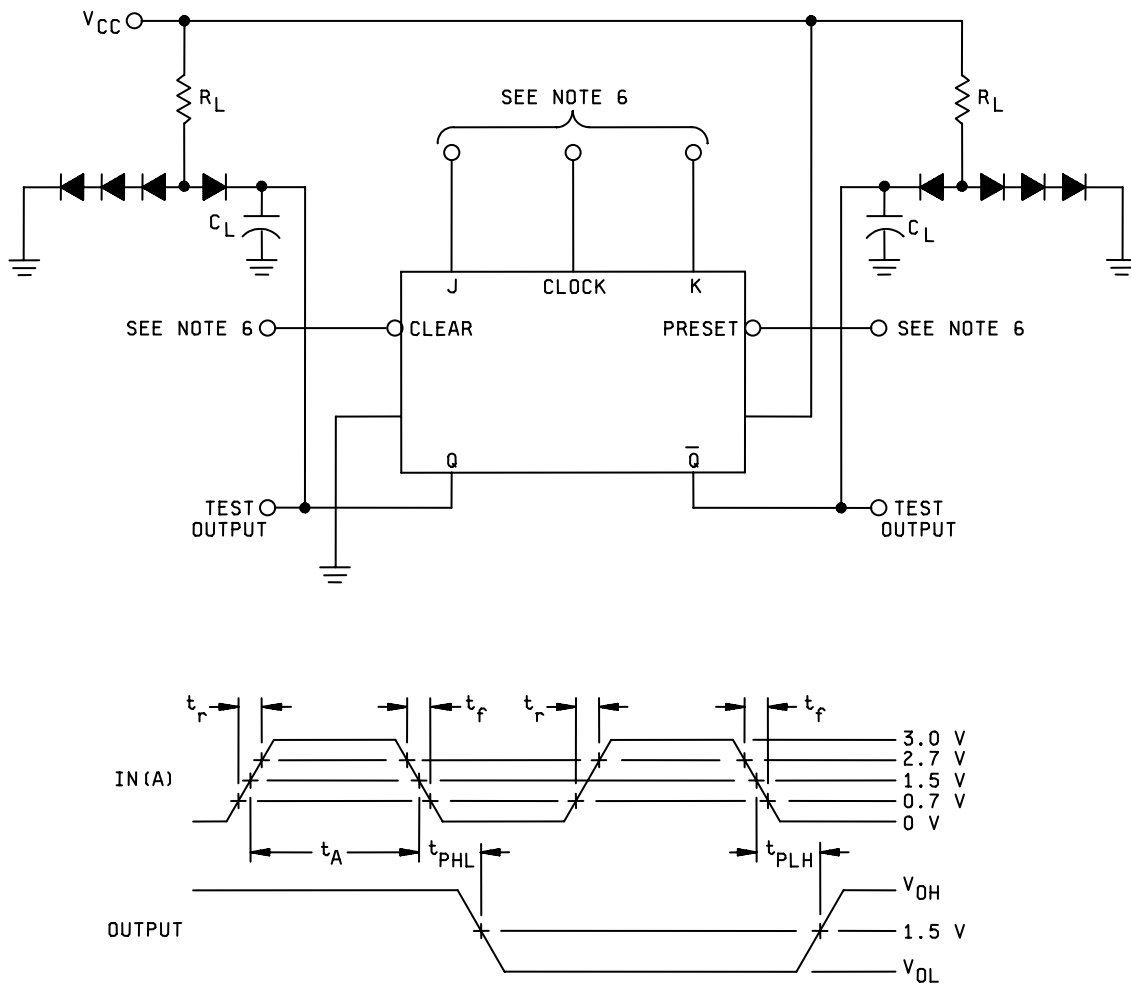 VCC
RL
SEE NOTE 6
RL
CL
CL
J CLOCK K
SEE NOTE 6 CLEAR PRESET SEE NOTE 6
Q Q̅
TEST OUTPUT
TEST OUTPUT
tr tf tr tf
3.0 V
2.7 V
IN(A) 1.5 V
0.7 V
0 V
tA tPHL tPLH
VOH
OUTPUT 1.5 V
VOL